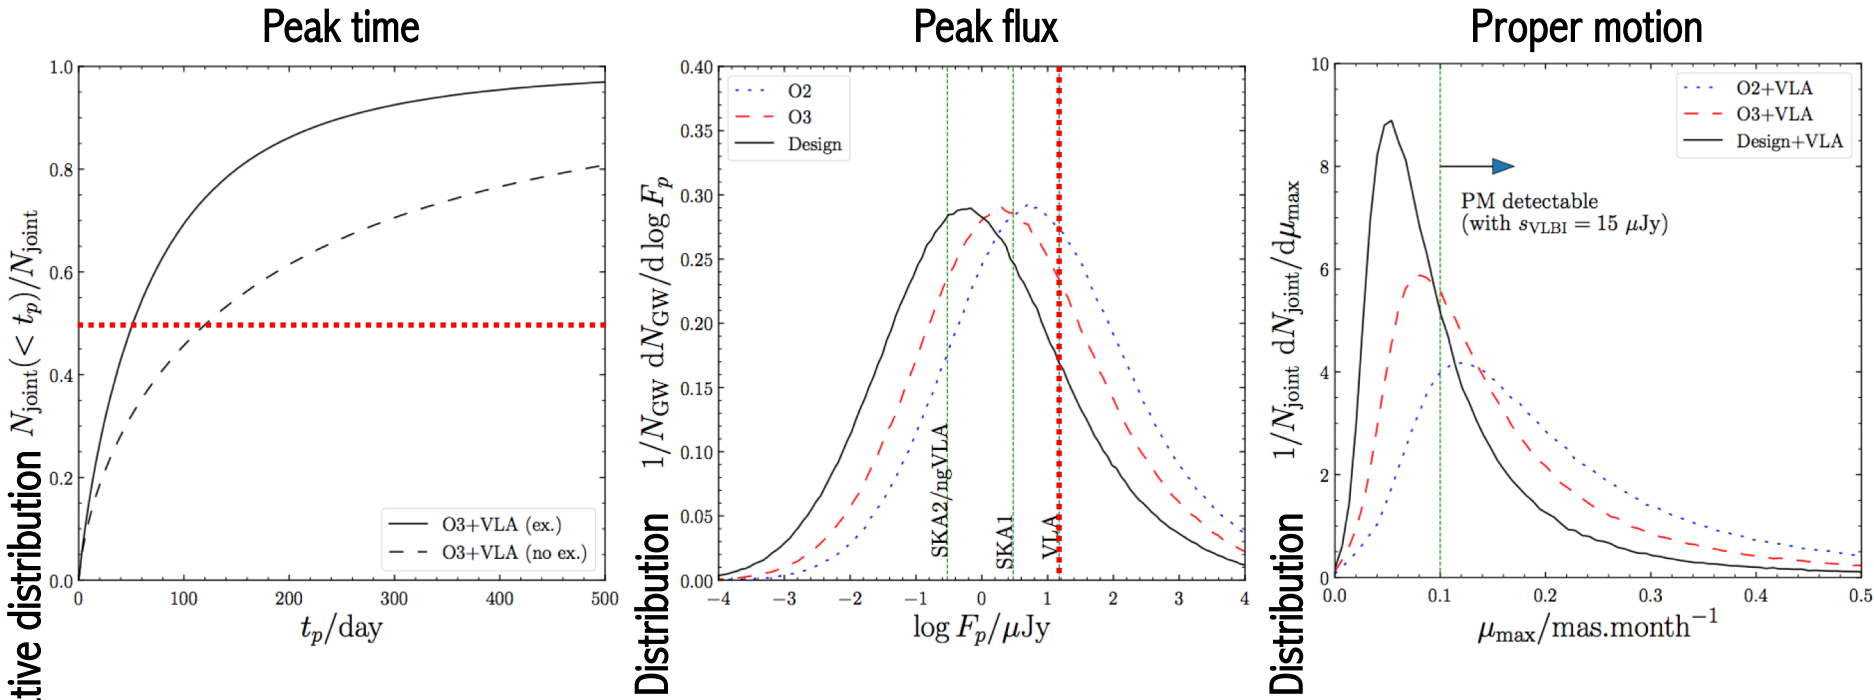 Peak time
Peak flux
Proper motion
1.0
0.8
0.6
0.4
0.2
0.0
0
100
200
300
400
500
t_p/day
N_joint(< t_p)/N_joint
tive distribution
O3+VLA (ex.)
O3+VLA (no ex.)
0.40
0.35
0.30
0.25
0.20
0.15
0.10
0.05
0.00
−4
−3
−2
−1
0
1
2
3
4
log F_p/μJy
1/N_GW dN_GW/d log F_p
Distribution
O2
O3
Design
SKA2/ngVLA
SKA1
VLA
10
8
6
4
2
0
0.0
0.1
0.2
0.3
0.4
0.5
μ_max/mas.month⁻¹
1/N_joint dN_joint/dμ_max
Distribution
O2+VLA
O3+VLA
Design+VLA
PM detectable
(with s_VLBI = 15 μJy)